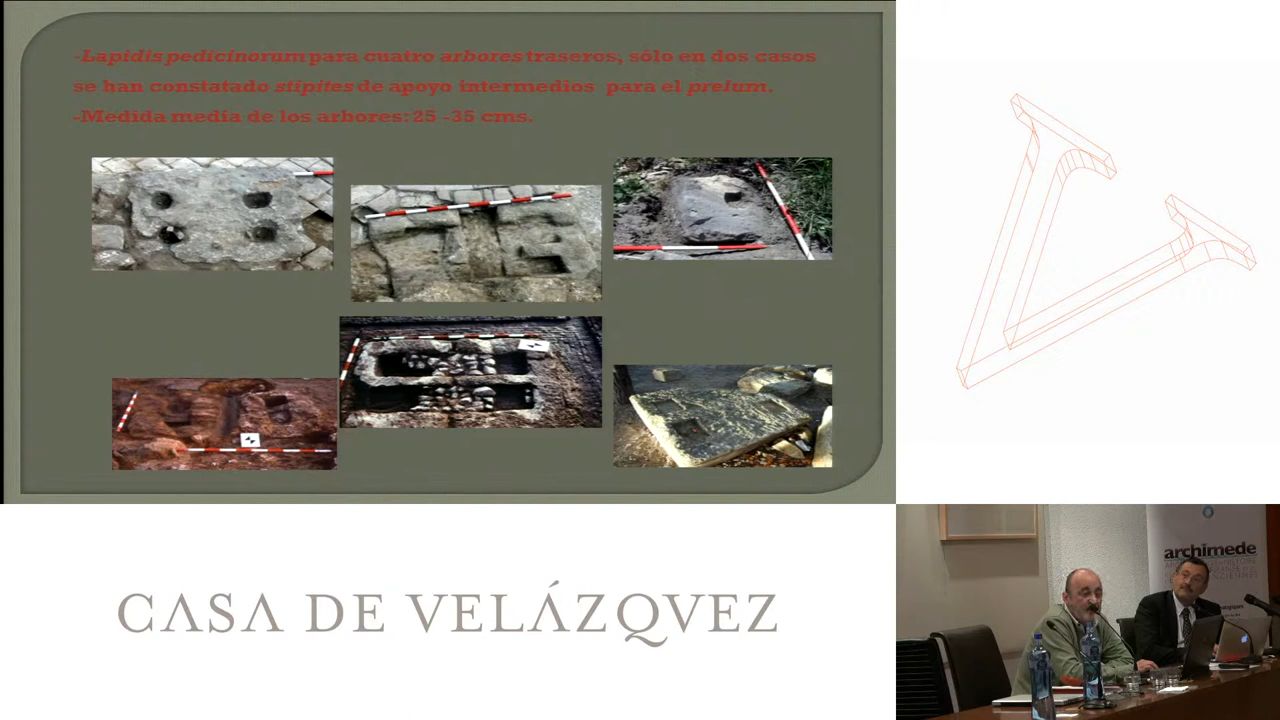 -Lapidis pedicinorum para cuatro arbores traseros, sólo en dos casos
se han constatado stipites de apoyo intermedios para el prelum.
-Medida media de los arbores: 25 -35 cms.
CASA DE VELÁZQVEZ
archimede